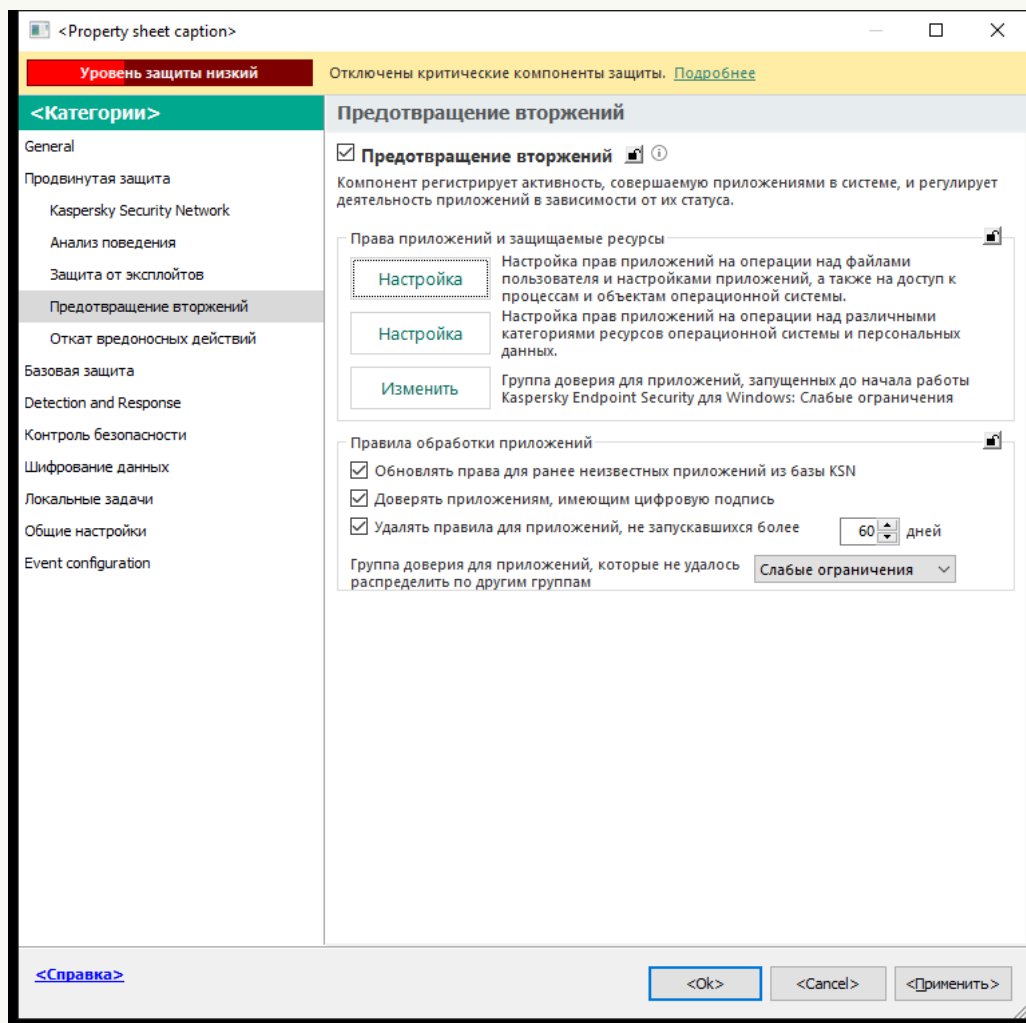 <Property sheet caption>
Уровень защиты низкий
Отключены критические компоненты защиты. Подробнее
<Категории>
General
Продвинутая защита
Kaspersky Security Network
Анализ поведения
Защита от эксплойтов
Предотвращение вторжений
Откат вредоносных действий
Базовая защита
Detection and Response
Контроль безопасности
Шифрование данных
Локальные задачи
Общие настройки
Event configuration
Предотвращение вторжений
Предотвращение вторжений
Компонент регистрирует активность, совершаемую приложениями в системе, и регулирует
деятельность приложений в зависимости от их статуса.
Права приложений и защищаемые ресурсы
Настройка
Настройка прав приложений на операции над файлами
пользователя и настройками приложений, а также на доступ к
процессам и объектам операционной системы.
Настройка
Настройка прав приложений на операции над различными
категориями ресурсов операционной системы и персональных
данных.
Изменить
Группа доверия для приложений, запущенных до начала работы
Kaspersky Endpoint Security для Windows: Слабые ограничения
Правила обработки приложений
Обновлять права для ранее неизвестных приложений из базы KSN
Доверять приложениям, имеющим цифровую подпись
Удалять правила для приложений, не запускавшихся более 60 дней
Группа доверия для приложений, которые не удалось
распределить по другим группам
Слабые ограничения
<Справка>
<Ok>
<Cancel>
<Применить>